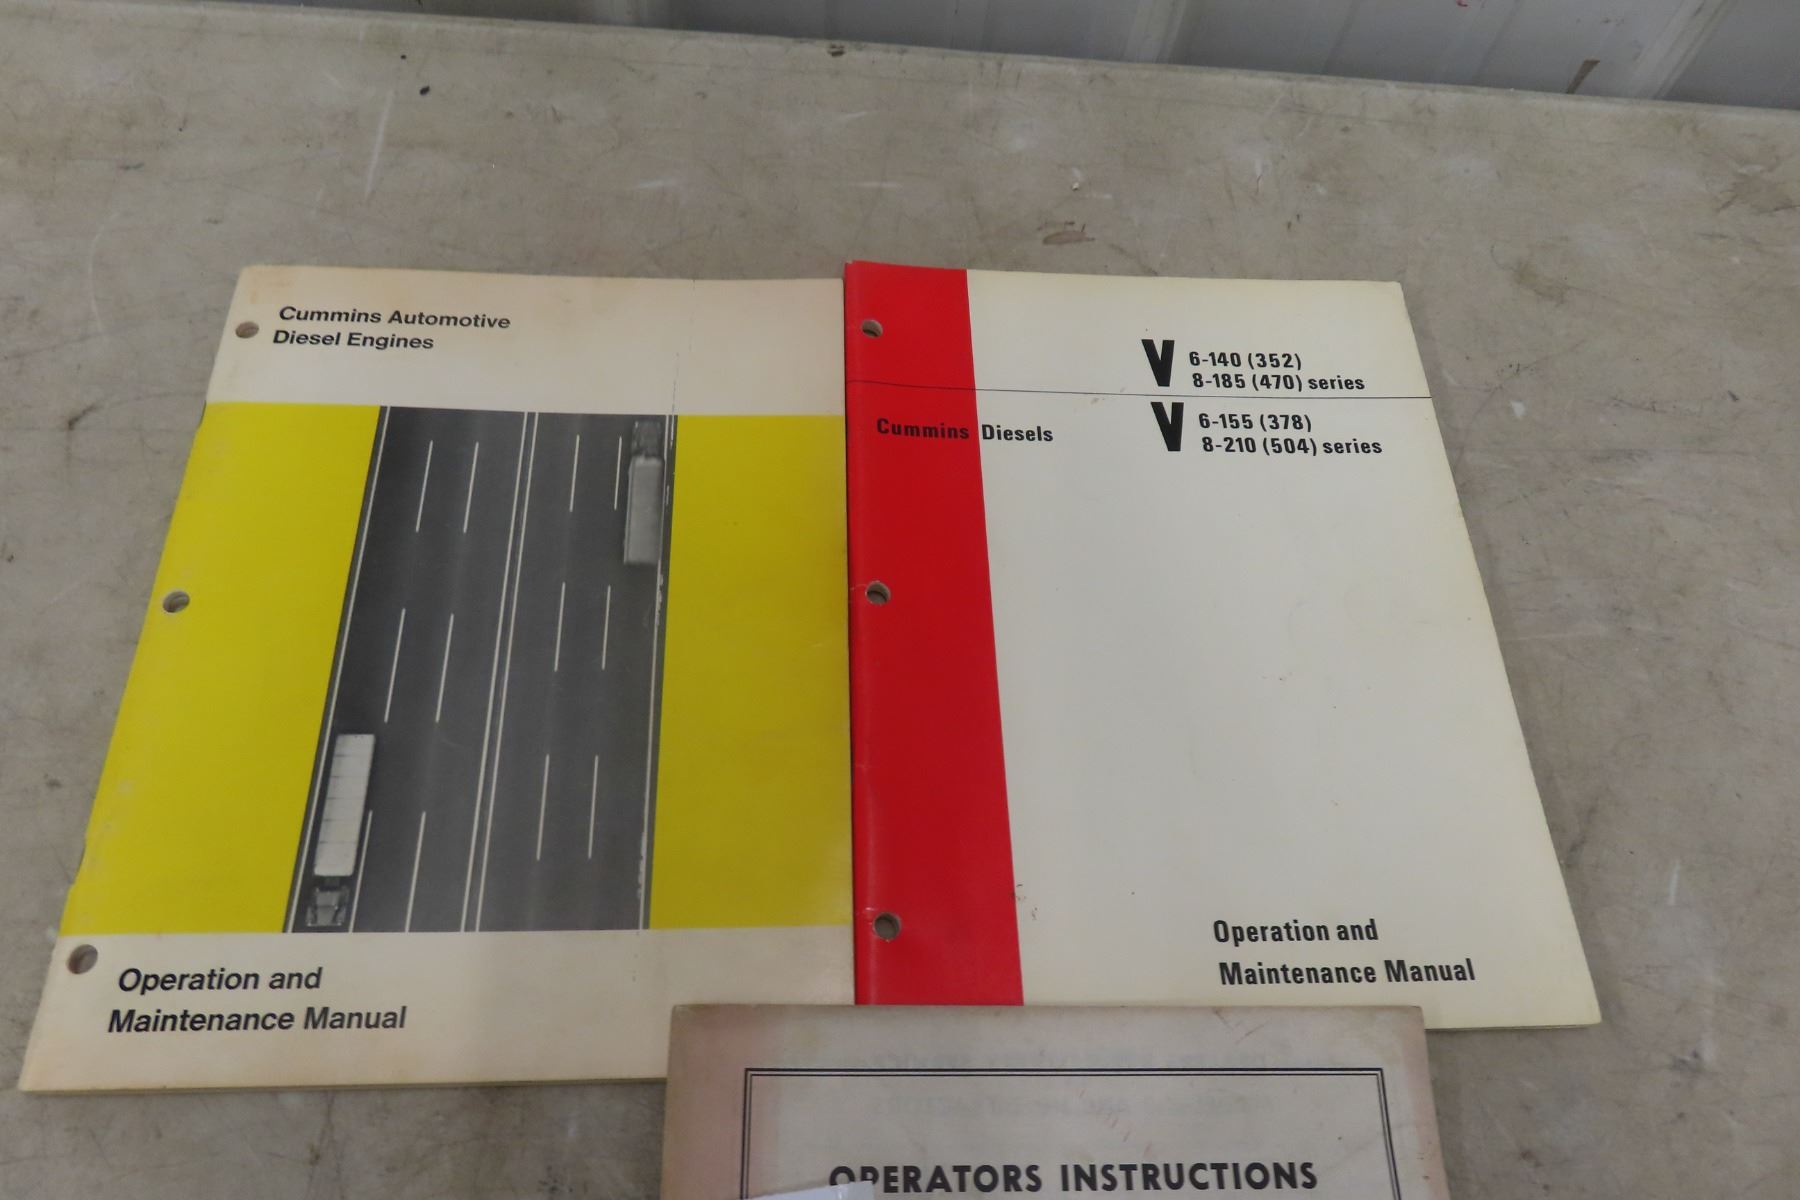 Cummins Automotive
Diesel Engines
Operation and
Maintenance Manual
V 6-140 (352)
8-185 (470) series
Cummins Diesels
V 6-155 (378)
8-210 (504) series
Operation and
Maintenance Manual
OPERATORS INSTRUCTIONS